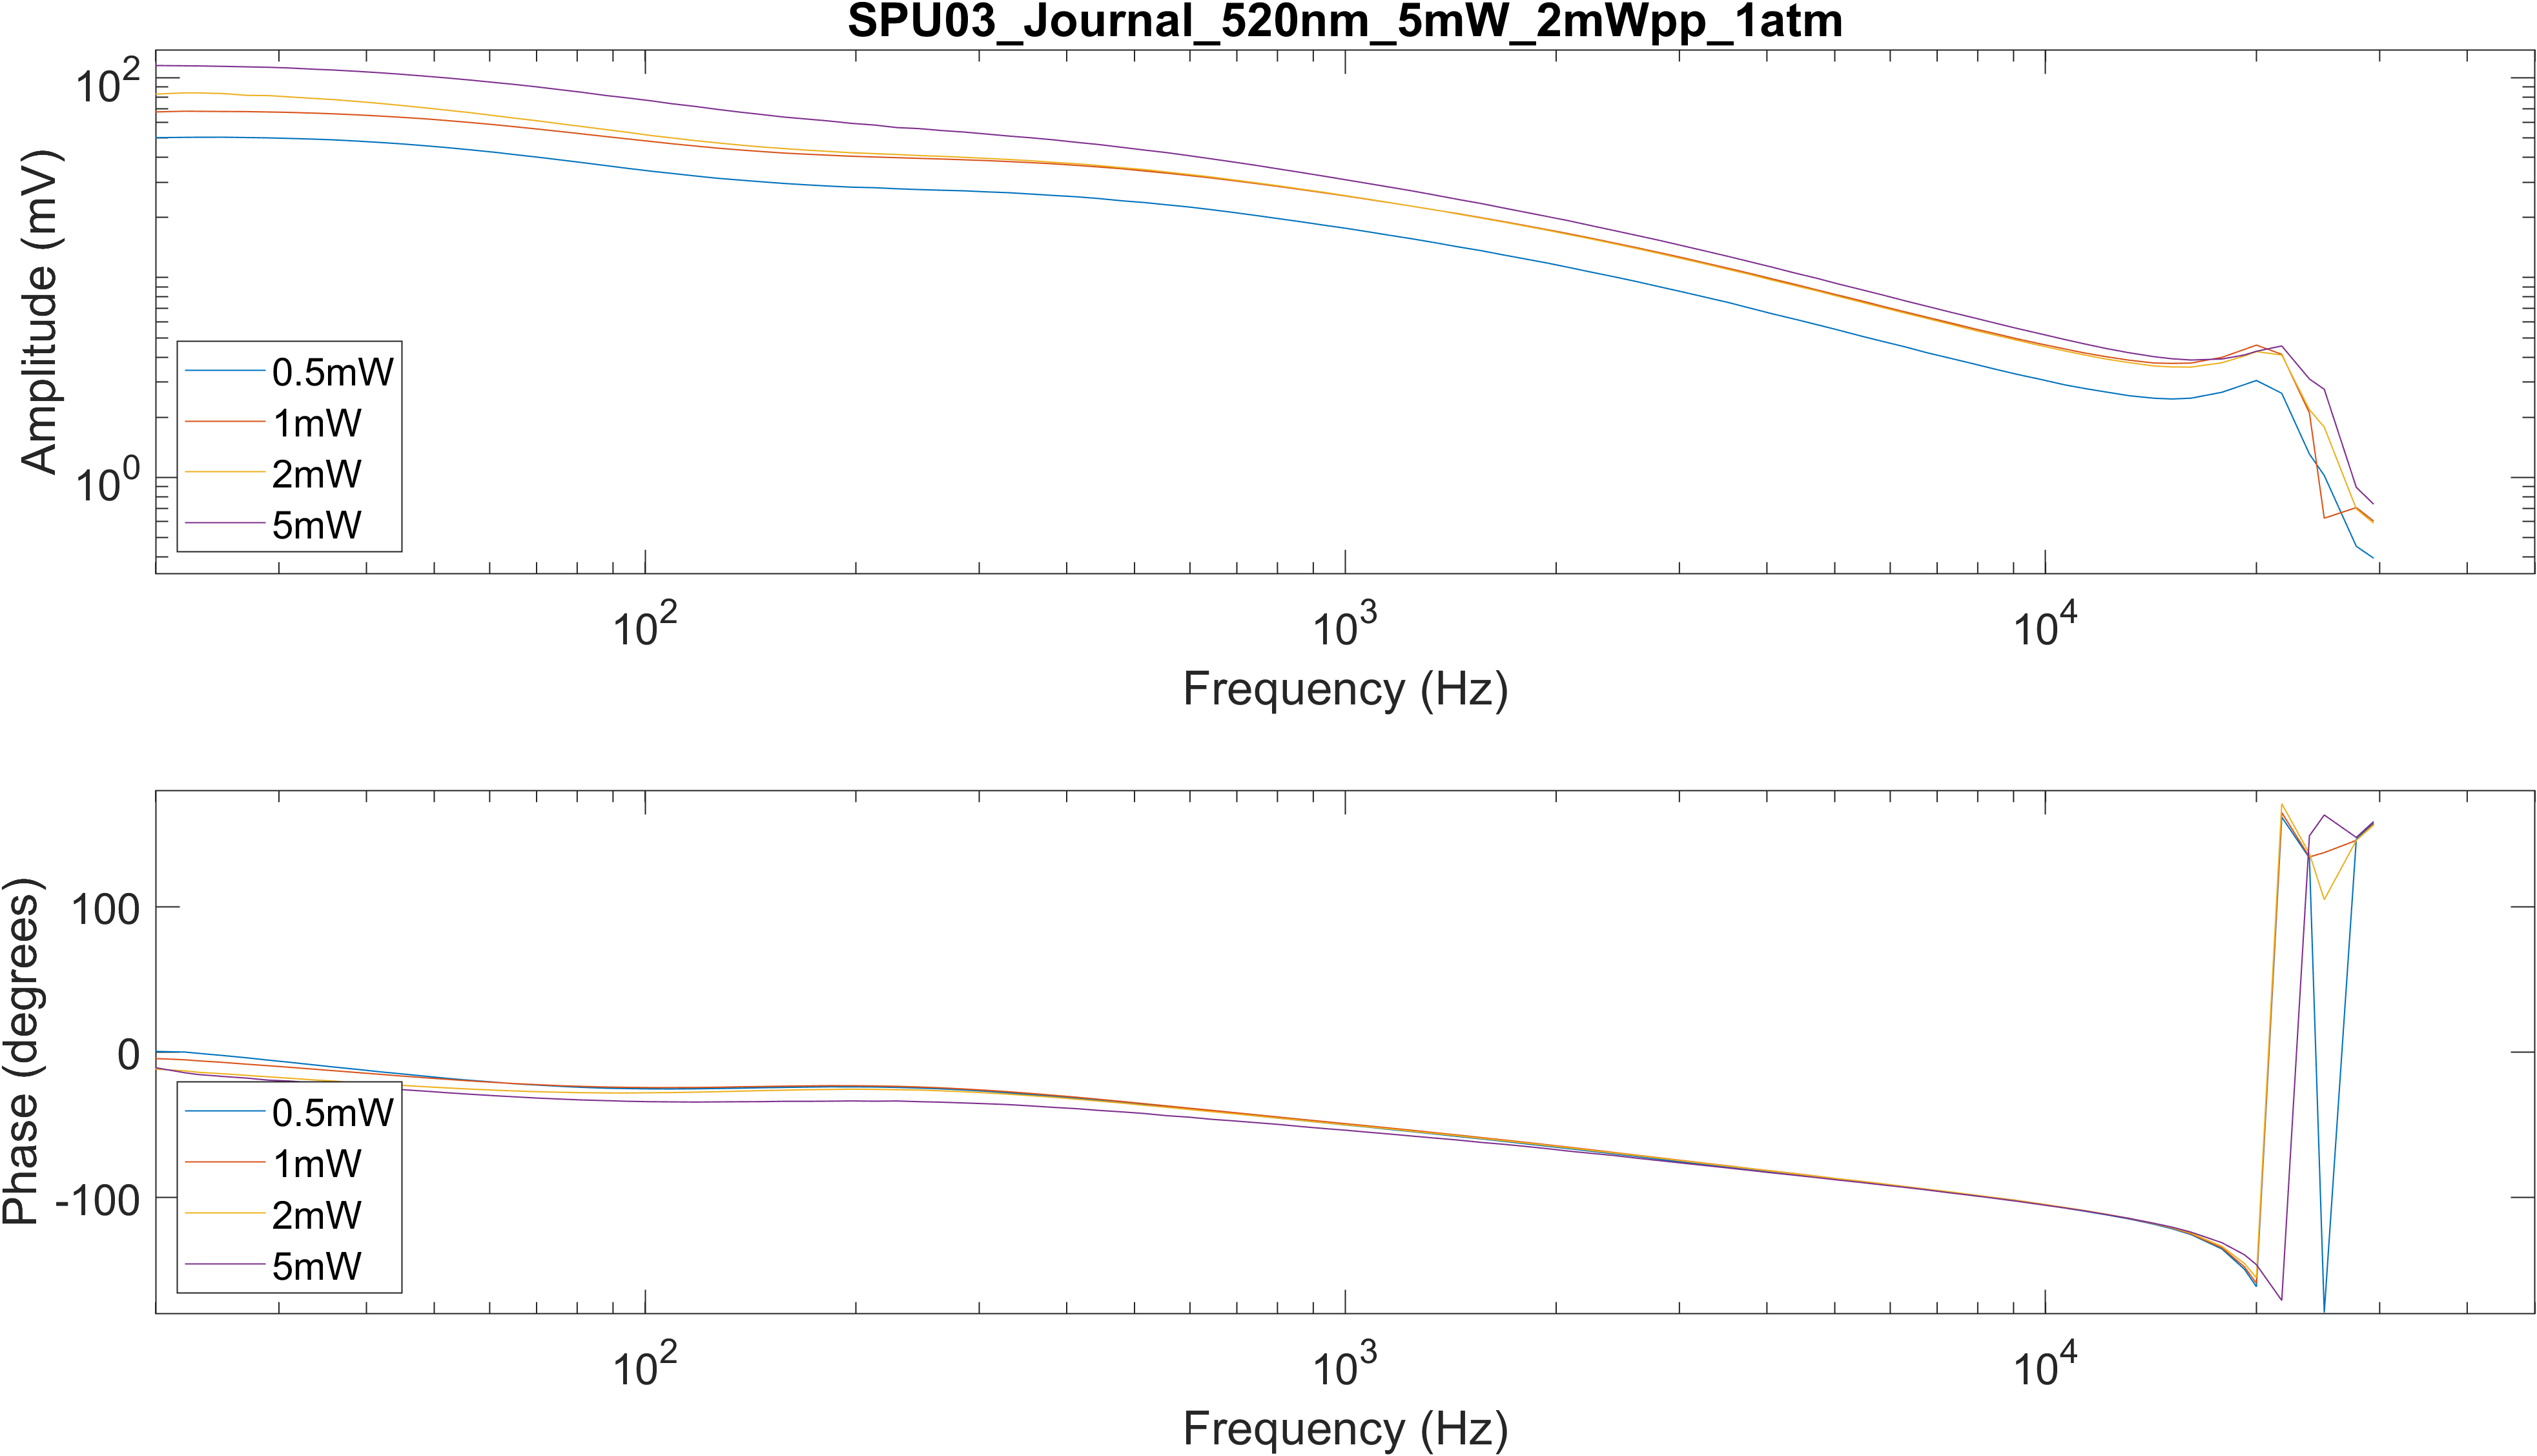 SPU03_Journal_520nm_5mW_2mWpp_1atm
Amplitude (mV)
10^2
10^0
0.5mW
1mW
2mW
5mW
10^2
10^3
10^4
Frequency (Hz)
Phase (degrees)
100
0
-100
0.5mW
1mW
2mW
5mW
10^2
10^3
10^4
Frequency (Hz)